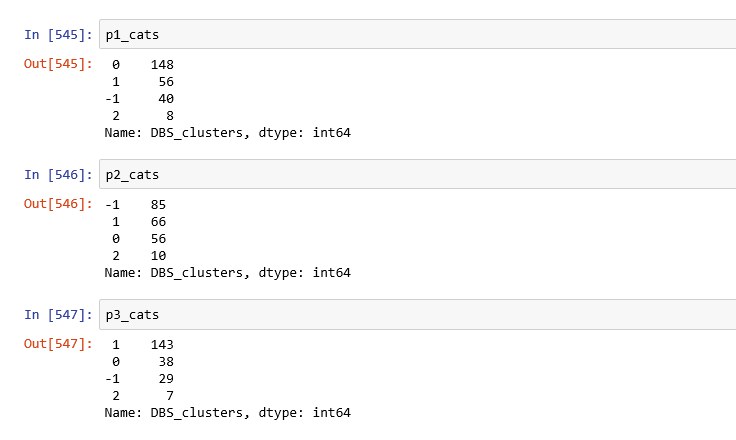 In [545]: p1_cats
Out[545]: 0 148
1 56
-1 40
2 8
Name: DBS_clusters, dtype: int64
In [546]: p2_cats
Out[546]: -1 85
1 66
0 56
2 10
Name: DBS_clusters, dtype: int64
In [547]: p3_cats
Out[547]: 1 143
0 38
-1 29
2 7
Name: DBS_clusters, dtype: int64